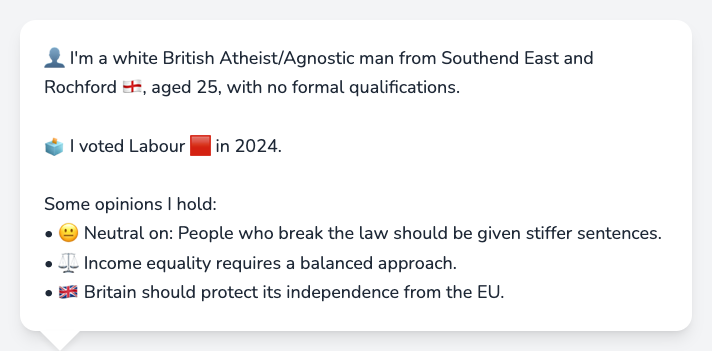 👤 I'm a white British Atheist/Agnostic man from Southend East and
Rochford 🏴󠁧󠁢󠁥󠁮󠁧󠁿, aged 25, with no formal qualifications.
🗳️ I voted Labour 🟥 in 2024.
Some opinions I hold:
• 😐 Neutral on: People who break the law should be given stiffer sentences.
• ⚖️ Income equality requires a balanced approach.
• 🇬🇧 Britain should protect its independence from the EU.